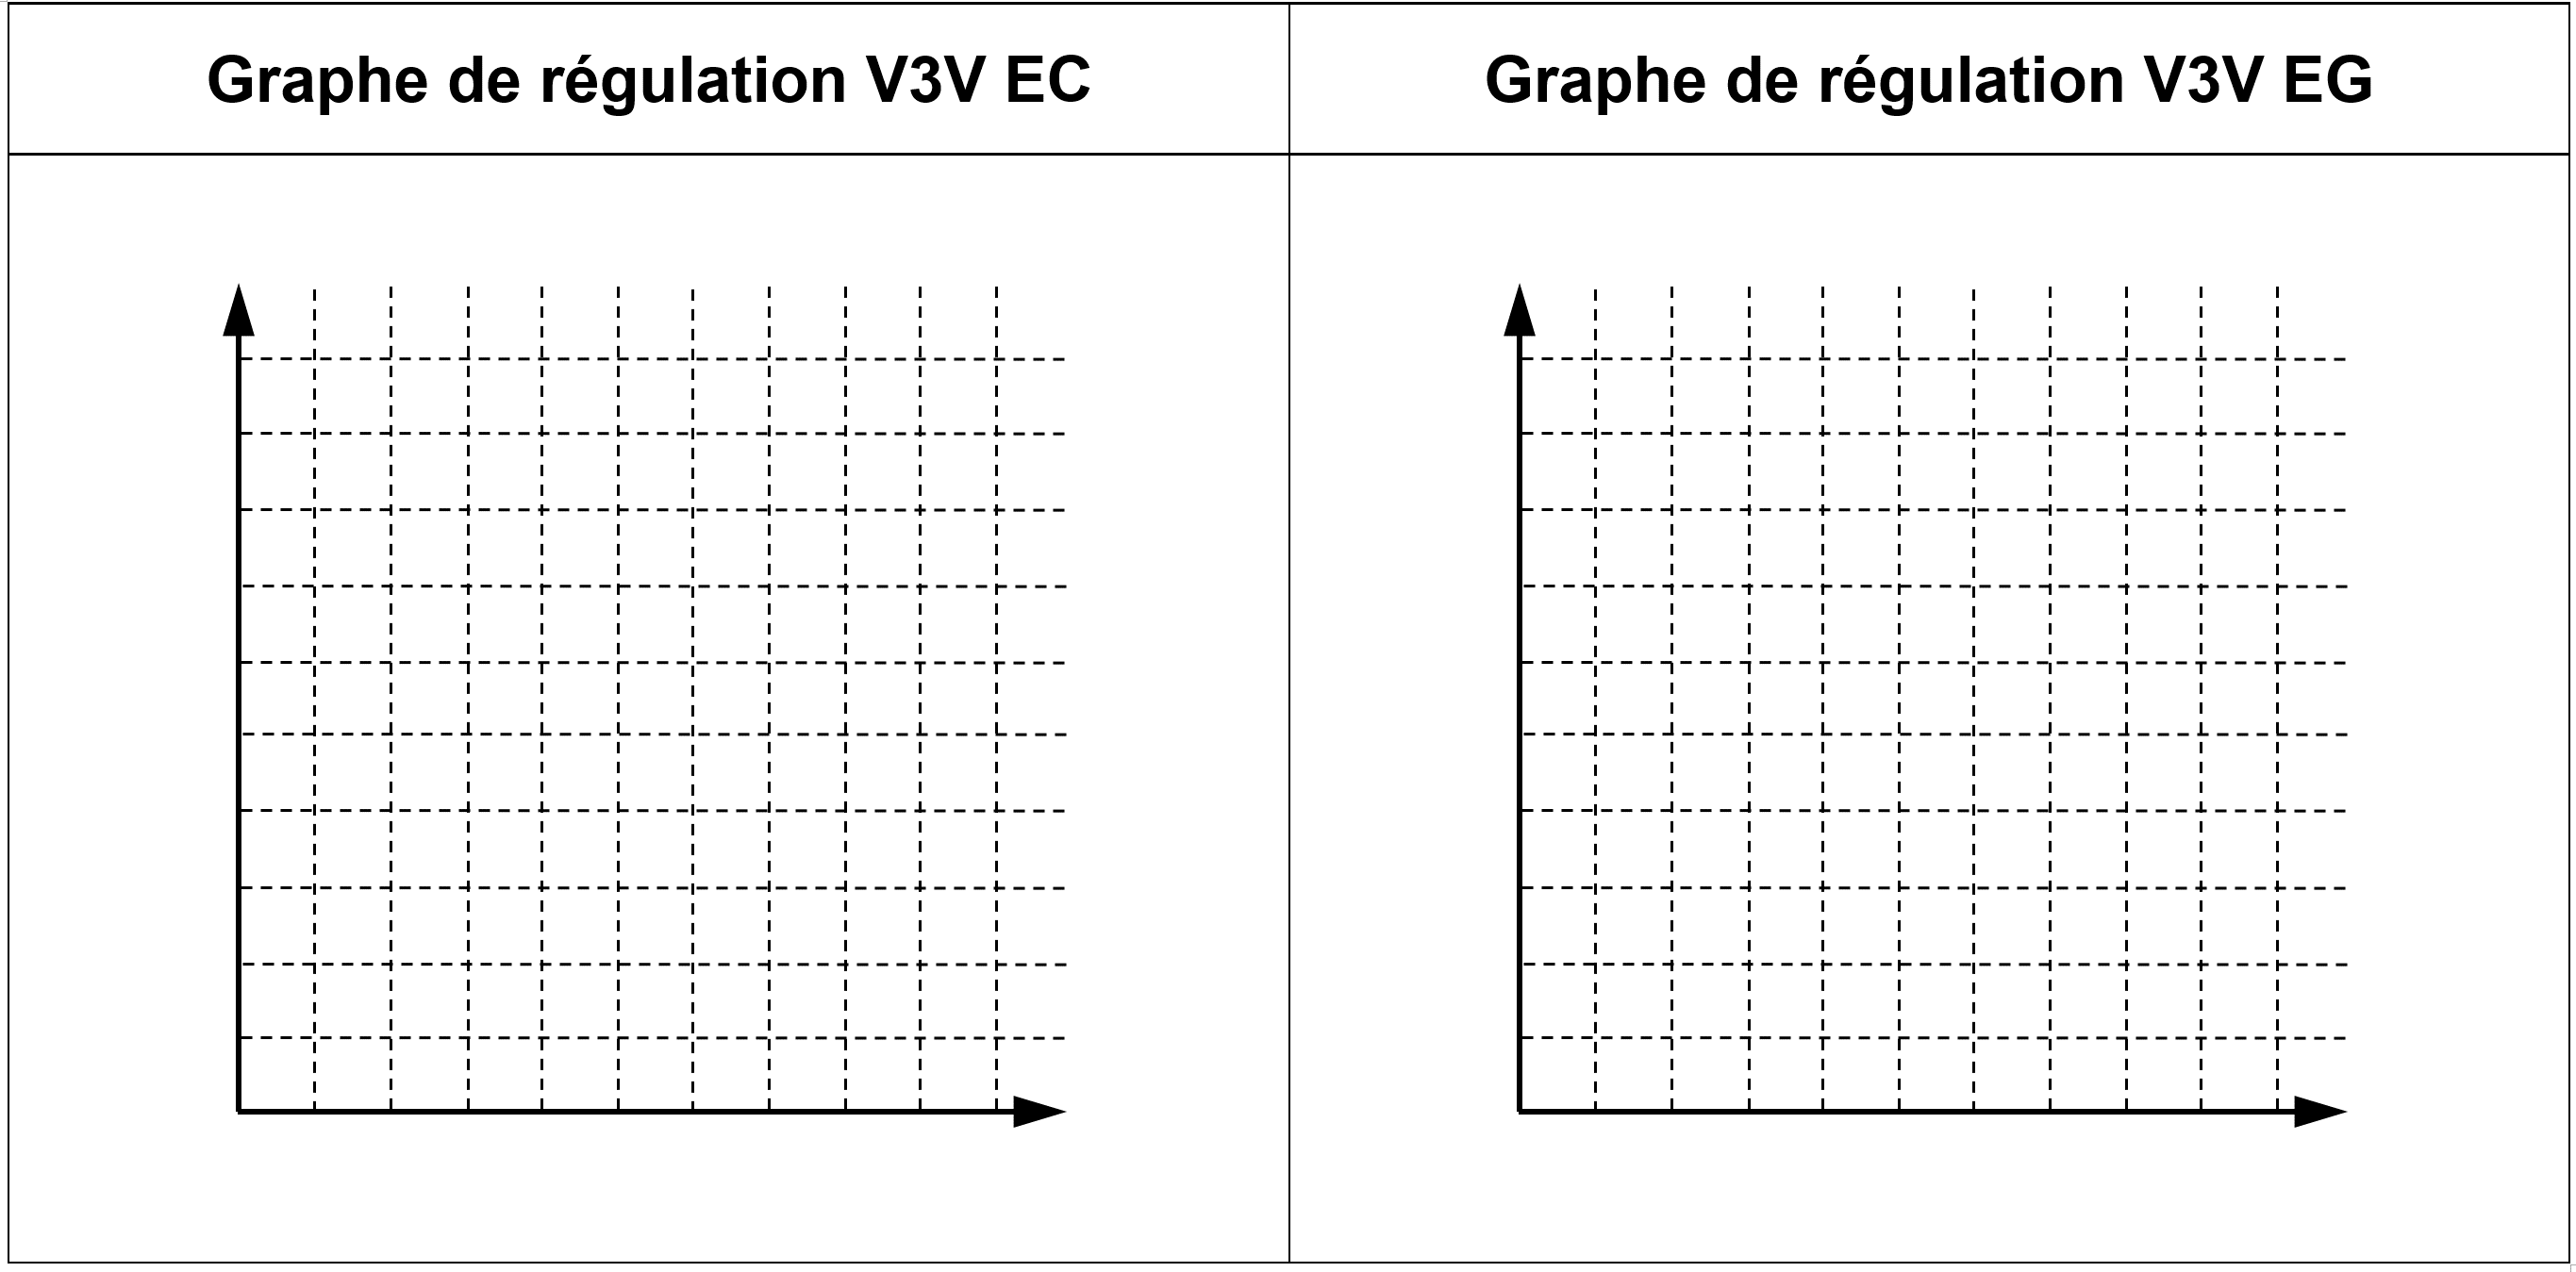 Graphe de régulation V3V EC
Graphe de régulation V3V EG